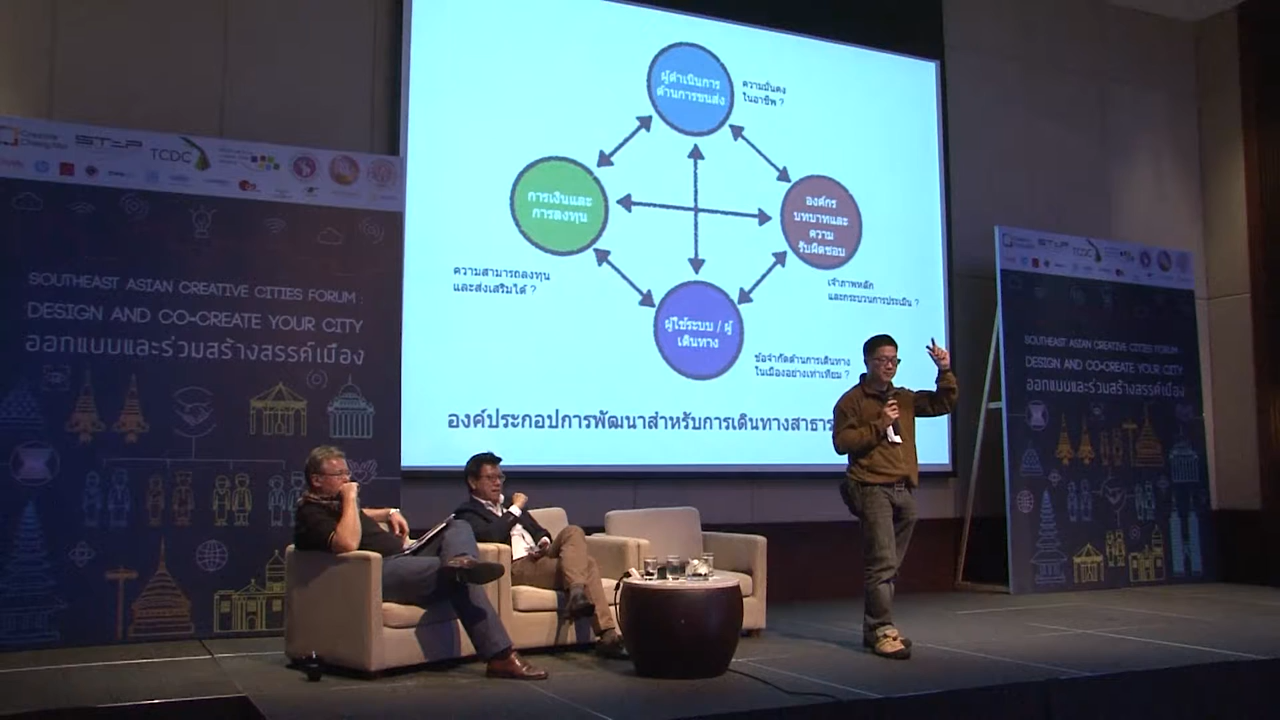 ผู้ดำเนินการ
ด้านการขนส่ง
ความมั่นคง
ในอาชีพ ?
การเงินและ
การลงทุน
องค์กร
บทบาทและ
ความ
รับผิดชอบ
ความสามารถลงทุน
และส่งเสริมได้ ?
เจ้าภาพหลัก
และกระบวนการประเมิน ?
ผู้ใช้ระบบ / ผู้
เดินทาง
ข้อจำกัดด้านการเดินทาง
ในเมืองอย่างเท่าเทียม ?
องค์ประกอปการพัฒนาสำหรับการเดินทางสาธาร
Creative
Chiang Mai
STeP
TCDC
SOUTHEAST ASIAN CREATIVE CITIES FORUM :
DESIGN AND CO-CREATE YOUR CITY
ออกแบบและร่วมสร้างสรรค์เมือง
STeP
TCDC
SOUTHEAST ASIAN CREATIVE CITIES FORUM
DESIGN AND CO-CREATE YOUR CITY
ออกแบบและร่วมสร้างสรรค์เมือง